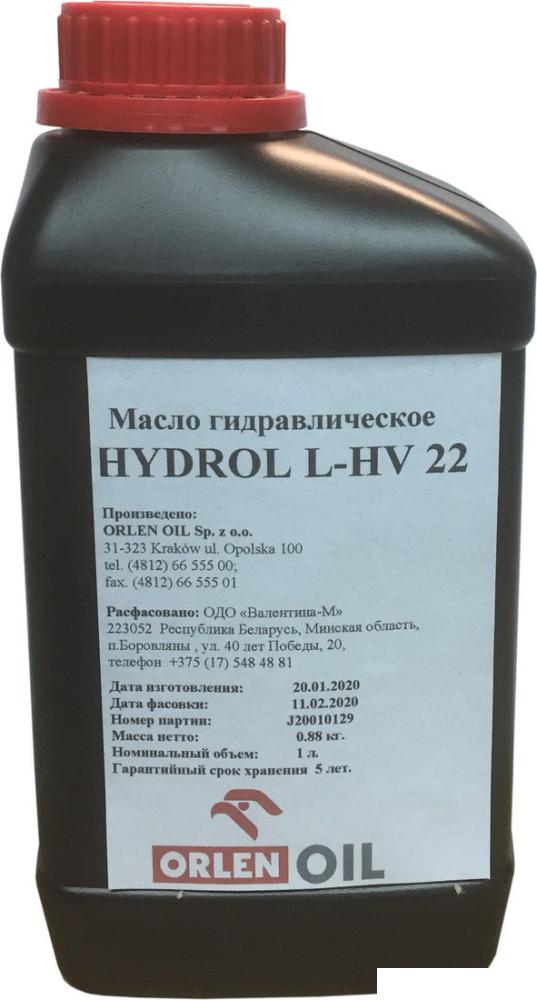 Масло гидравлическое
HYDROL L-HV 22
Произведено:
ORLEN OIL Sp. z o.o.
31-323 Kraków ul. Opolska 100
tel. (4812) 66 555 00;
fax. (4812) 66 555 01
Расфасовано: ОДО «Валентина-М»
223052 Республика Беларусь, Минская область,
п.Боровляны , ул. 40 лет Победы, 20,
телефон +375 (17) 548 48 81
Дата изготовления: 20.01.2020
Дата фасовки: 11.02.2020
Номер партии: J20010129
Масса нетто: 0.88 кг.
Номинальный объем: 1 л.
Гарантийный срок хранения 5 лет.
ORLEN OIL